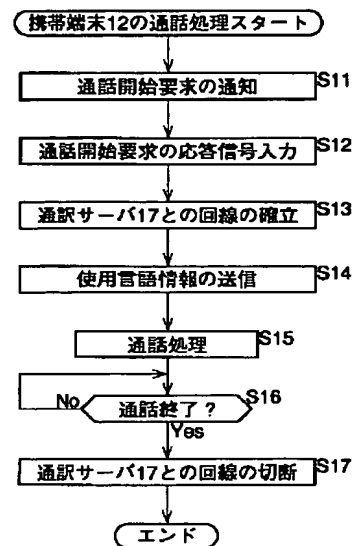 携帯端末12の通話処理スタート
通話開始要求の通知 S11
通話開始要求の応答信号入力 S12
通訳サーバ17との回線の確立 S13
使用言語情報の送信 S14
通話処理 S15
通話終了? S16
No
Yes
通訳サーバ17との回線の切断 S17
エンド